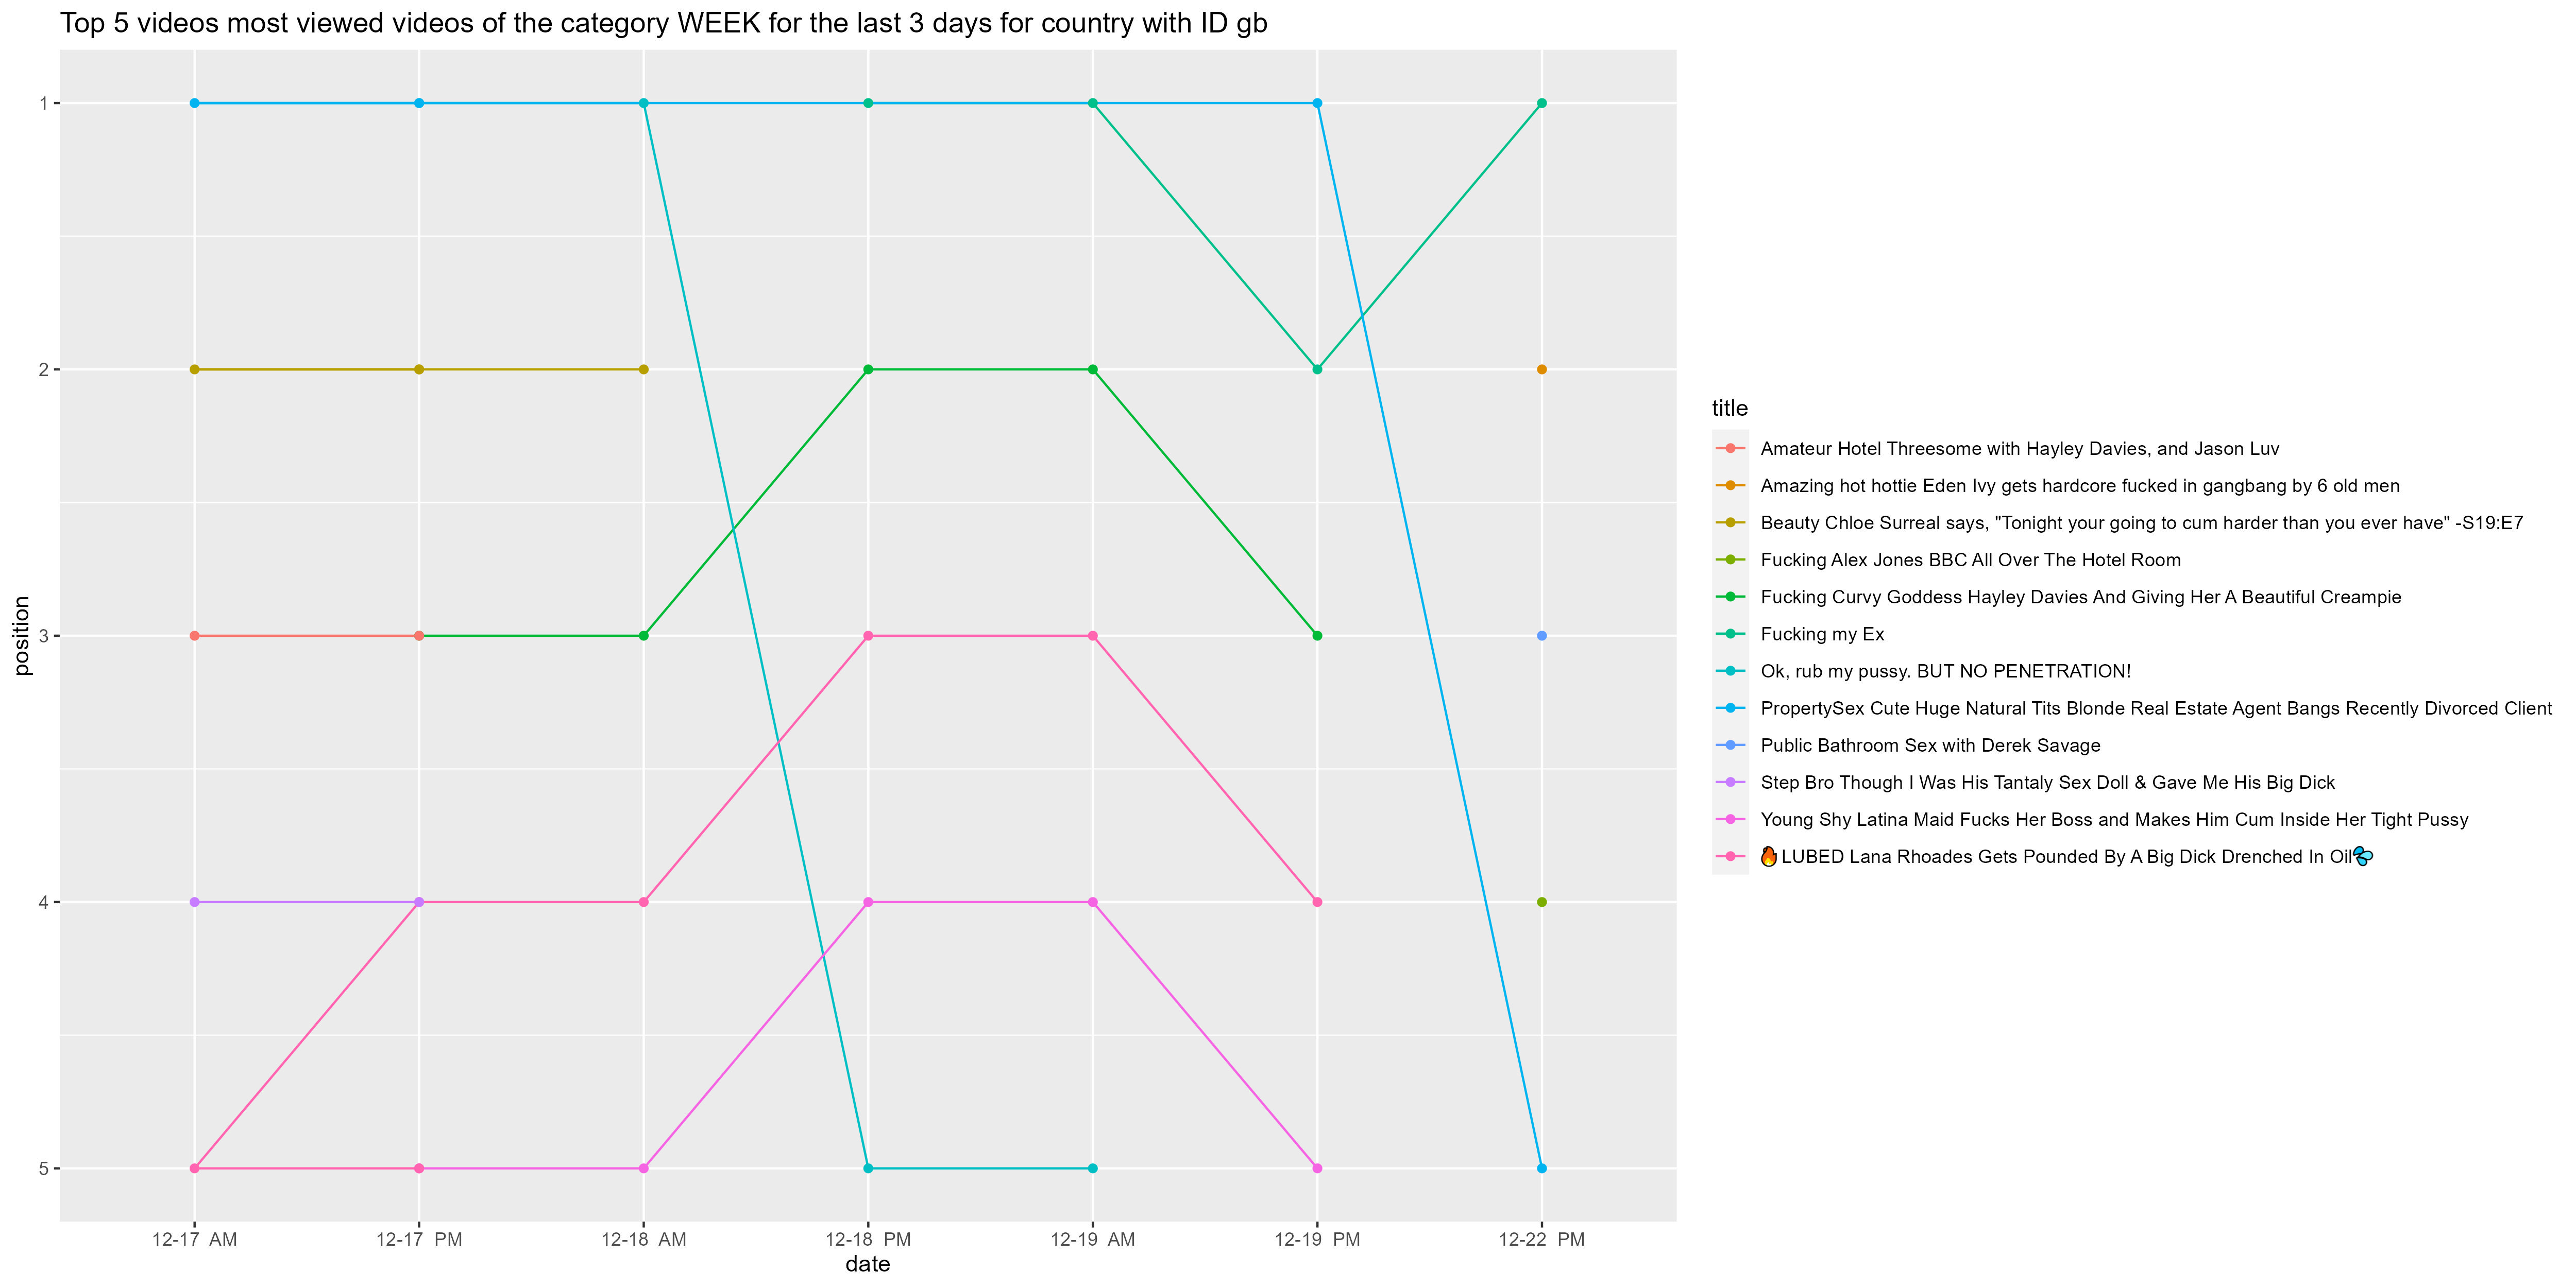 Top 5 videos most viewed videos of the category WEEK for the last 3 days for country with ID gb
1
2
3
4
5
position
12-17 AM
12-17 PM
12-18 AM
12-18 PM
12-19 AM
12-19 PM
12-22 PM
date
title
Amateur Hotel Threesome with Hayley Davies, and Jason Luv
Amazing hot hottie Eden Ivy gets hardcore fucked in gangbang by 6 old men
Beauty Chloe Surreal says, "Tonight your going to cum harder than you ever have" -S19:E7
Fucking Alex Jones BBC All Over The Hotel Room
Fucking Curvy Goddess Hayley Davies And Giving Her A Beautiful Creampie
Fucking my Ex
Ok, rub my pussy. BUT NO PENETRATION!
PropertySex Cute Huge Natural Tits Blonde Real Estate Agent Bangs Recently Divorced Client
Public Bathroom Sex with Derek Savage
Step Bro Though I Was His Tantaly Sex Doll & Gave Me His Big Dick
Young Shy Latina Maid Fucks Her Boss and Makes Him Cum Inside Her Tight Pussy
🔥LUBED Lana Rhoades Gets Pounded By A Big Dick Drenched In Oil💦